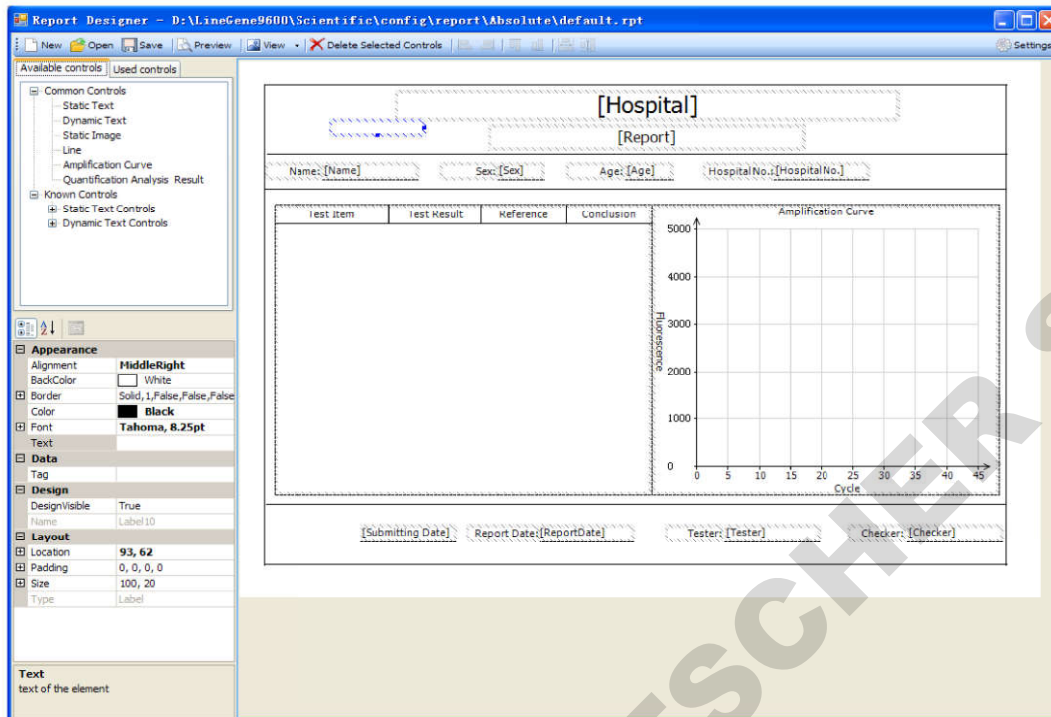 Report Designer - D:\LineGene9600\Scientific\config\report\Absolute\default.rpt
New Open Save Preview View Delete Selected Controls Settings
Available controls Used controls
Common Controls
Static Text
Dynamic Text
Static Image
Line
Amplification Curve
Quantification Analysis Result
Known Controls
Static Text Controls
Dynamic Text Controls
Appearance
Alignment MiddleRight
BackColor White
Border Solid,1,False,False,False
Color Black
Font Tahoma, 8.25pt
Text
Data
Tag
Design
DesignVisible True
Name Label10
Layout
Location 93, 62
Padding 0, 0, 0, 0
Size 100, 20
Type Label
Text
text of the element
[Hospital]
[Report]
Name: [Name] Sex: [Sex] Age: [Age] HospitalNo.:[HospitalNo.]
Test Item Test Result Reference Conclusion
Amplification Curve
5000
4000
3000
2000
1000
0
Fluorescence
0 5 10 15 20 25 30 35 40 45
Cycle
[Submitting Date] Report Date:[ReportDate] Tester: [Tester] Checker: [Checker]